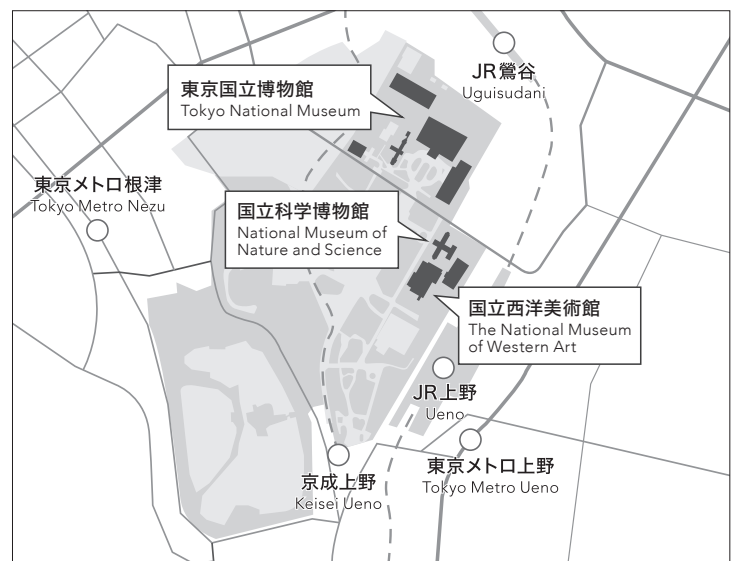 JR鶯谷
Uguisudani
東京国立博物館
Tokyo National Museum
東京メトロ根津
Tokyo Metro Nezu
国立科学博物館
National Museum of
Nature and Science
国立西洋美術館
The National Museum
of Western Art
JR上野
Ueno
東京メトロ上野
Tokyo Metro Ueno
京成上野
Keisei Ueno